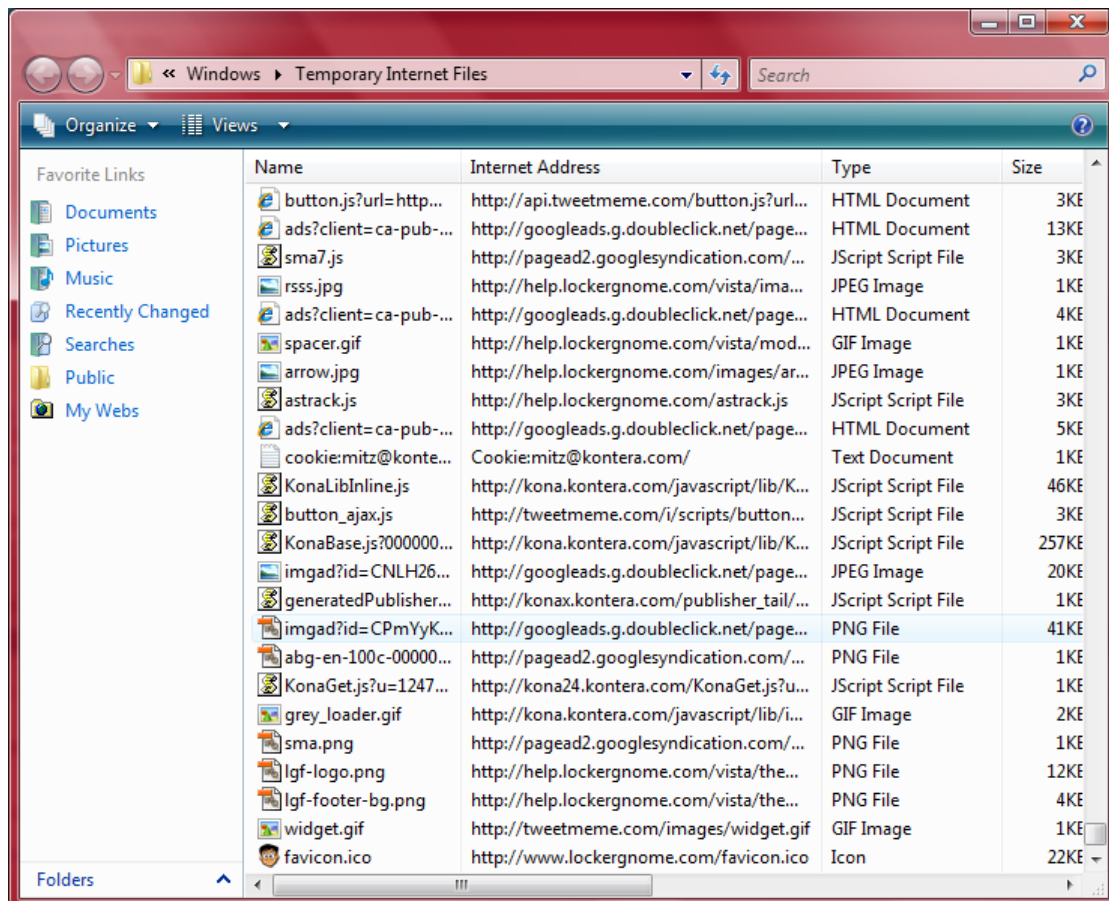 « Windows ▸ Temporary Internet Files Search
Organize Views
Favorite Links
Documents
Pictures
Music
Recently Changed
Searches
Public
My Webs
Folders
Name Internet Address Type Size
button.js?url=http... http://api.tweetmeme.com/button.js?url... HTML Document 3KB
ads?client=ca-pub-... http://googleads.g.doubleclick.net/page... HTML Document 13KB
sma7.js http://pagead2.googlesyndication.com/... JScript Script File 3KB
rsss.jpg http://help.lockergnome.com/vista/ima... JPEG Image 1KB
ads?client=ca-pub-... http://googleads.g.doubleclick.net/page... HTML Document 4KB
spacer.gif http://help.lockergnome.com/vista/mod... GIF Image 1KB
arrow.jpg http://help.lockergnome.com/images/ar... JPEG Image 1KB
astrack.js http://help.lockergnome.com/astrack.js JScript Script File 3KB
ads?client=ca-pub-... http://googleads.g.doubleclick.net/page... HTML Document 5KB
cookie:mitz@konte... Cookie:mitz@kontera.com/ Text Document 1KB
KonaLibInline.js http://kona.kontera.com/javascript/lib/K... JScript Script File 46KB
button_ajax.js http://tweetmeme.com/i/scripts/button... JScript Script File 3KB
KonaBase.js?000000... http://kona.kontera.com/javascript/lib/K... JScript Script File 257KB
imgad?id=CNLH26... http://googleads.g.doubleclick.net/page... JPEG Image 20KB
generatedPublisher... http://konax.kontera.com/publisher_tail/... JScript Script File 1KB
imgad?id=CPmYyK... http://googleads.g.doubleclick.net/page... PNG File 41KB
abg-en-100c-00000... http://pagead2.googlesyndication.com/... PNG File 1KB
KonaGet.js?u=1247... http://kona24.kontera.com/KonaGet.js?u... JScript Script File 1KB
grey_loader.gif http://kona.kontera.com/javascript/lib/i... GIF Image 2KB
sma.png http://pagead2.googlesyndication.com/... PNG File 1KB
lgf-logo.png http://help.lockergnome.com/vista/the... PNG File 12KB
lgf-footer-bg.png http://help.lockergnome.com/vista/the... PNG File 4KB
widget.gif http://tweetmeme.com/images/widget.gif GIF Image 1KB
favicon.ico http://www.lockergnome.com/favicon.ico Icon 22KB